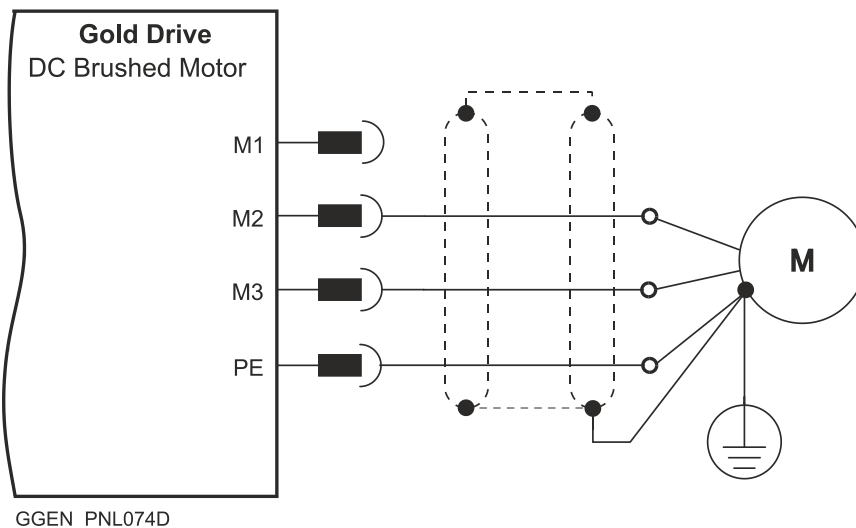 Gold Drive
DC Brushed Motor
M1
M2
M3
PE
M
GGEN PNL074D